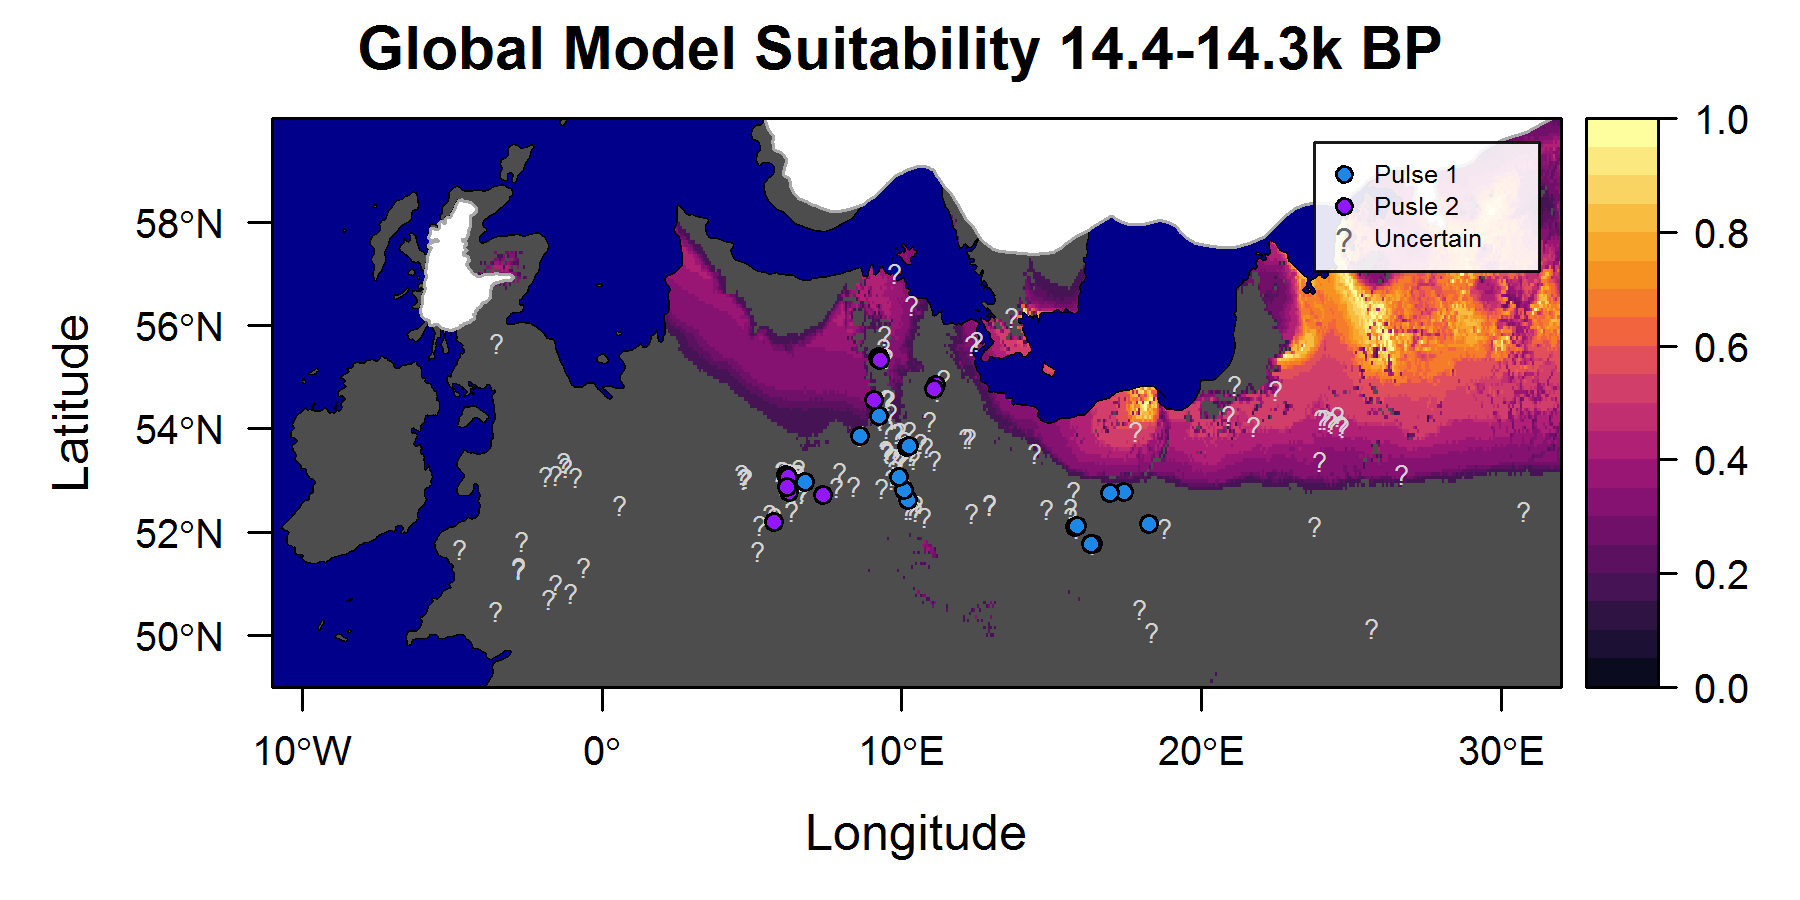 Global Model Suitability 14.4-14.3k BP
Latitude
58°N
56°N
54°N
52°N
50°N
Pulse 1
Pusle 2
? Uncertain
1.0
0.8
0.6
0.4
0.2
0.0
10°W
0°
10°E
20°E
30°E
Longitude